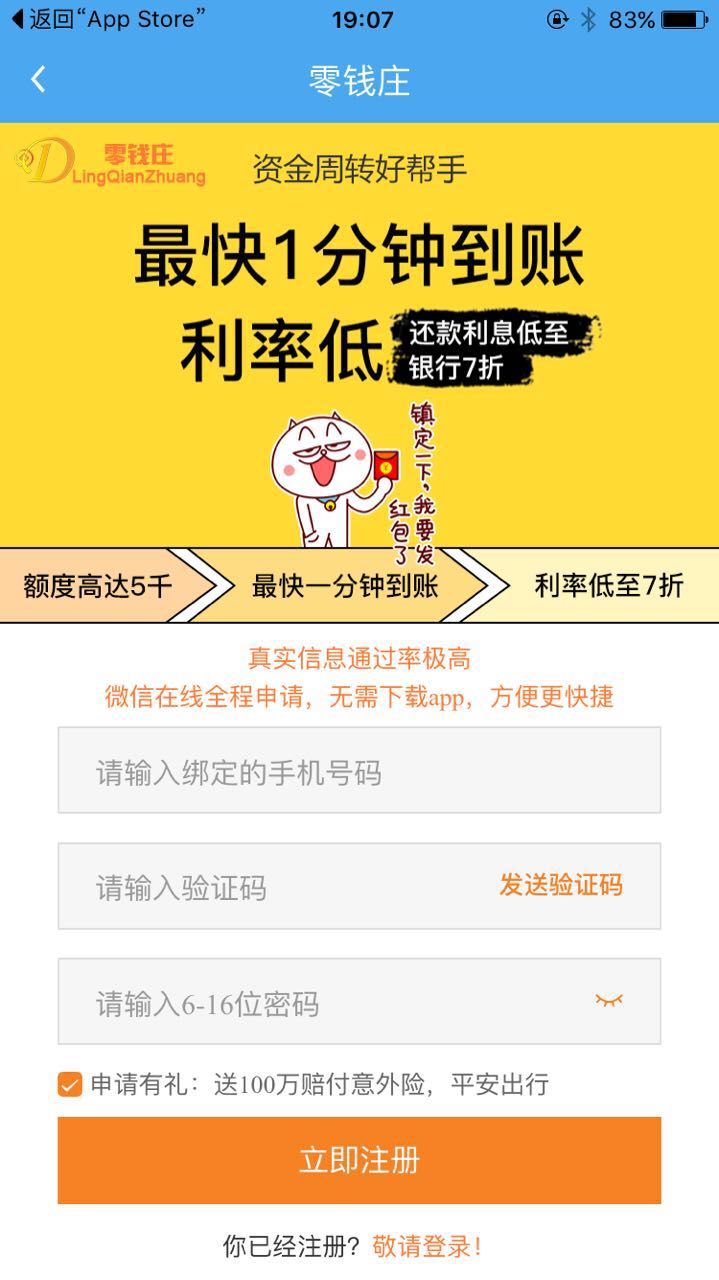 返回“App Store”
19:07
83%
零钱庄
零钱庄
LingQianZhuang
资金周转好帮手
最快1分钟到账
利率低
还款利息低至
银行7折
镇定一下，我要发
红包了
额度高达5千
最快一分钟到账
利率低至7折
真实信息通过率极高
微信在线全程申请，无需下载app，方便更快捷
请输入绑定的手机号码
请输入验证码
发送验证码
请输入6-16位密码
申请有礼：送100万赔付意外险，平安出行
立即注册
你已经注册？敬请登录！